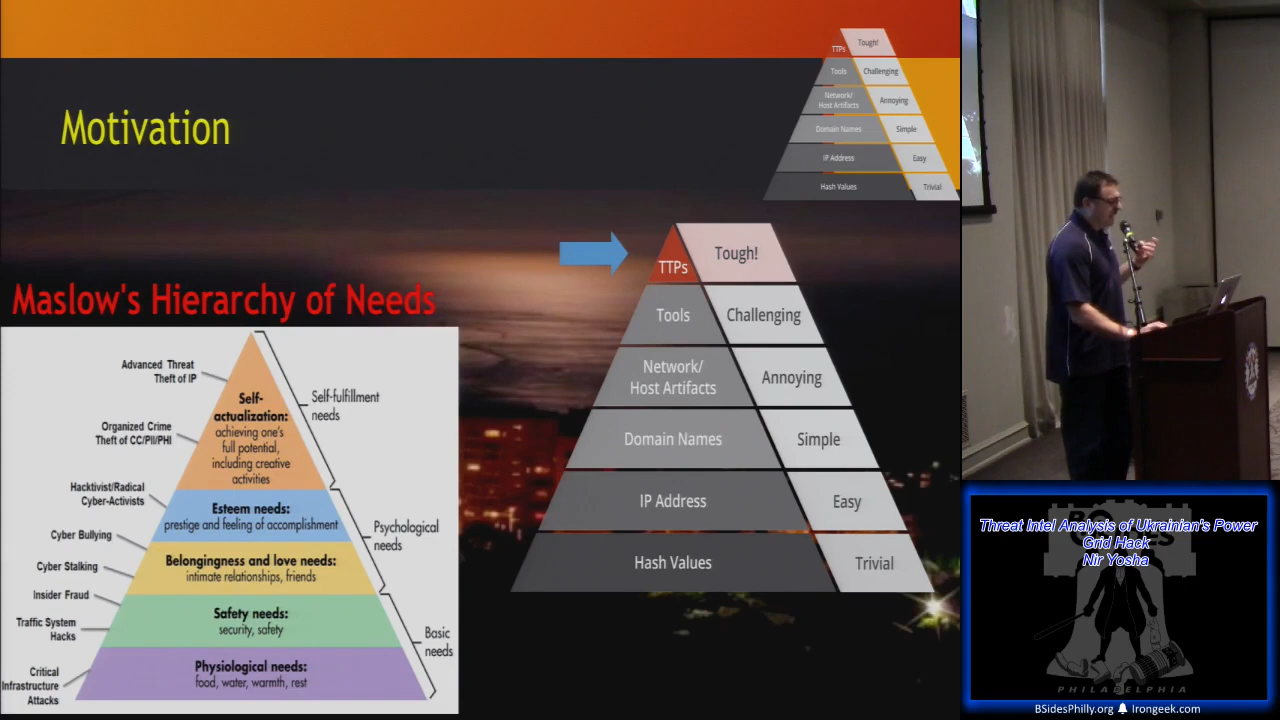 Motivation
TTPs
Tough!
Tools
Challenging
Network/
Host Artifacts
Annoying
Domain Names
Simple
IP Address
Easy
Hash Values
Trivial
Maslow's Hierarchy of Needs
Advanced Threat
Theft of IP
Organized Crime
Theft of CC/PII/PHI
Hacktivist/Radical
Cyber-Activists
Cyber Bullying
Cyber Stalking
Insider Fraud
Traffic System
Hacks
Critical
Infrastructure
Attacks
Self-
actualization:
achieving one's
full potential,
including creative
activities
Esteem needs:
prestige and feeling of accomplishment
Belongingness and love needs:
intimate relationships, friends
Safety needs:
security, safety
Physiological needs:
food, water, warmth, rest
Self-fulfillment
needs
Psychological
needs
Basic
needs
TTPs
Tough!
Tools
Challenging
Network/
Host Artifacts
Annoying
Domain Names
Simple
IP Address
Easy
Hash Values
Trivial
Threat Intel Analysis of Ukrainian's Power
Grid Hack
Nir Yosha
PHILADELPHIA
BSidesPhilly.org Irongeek.com